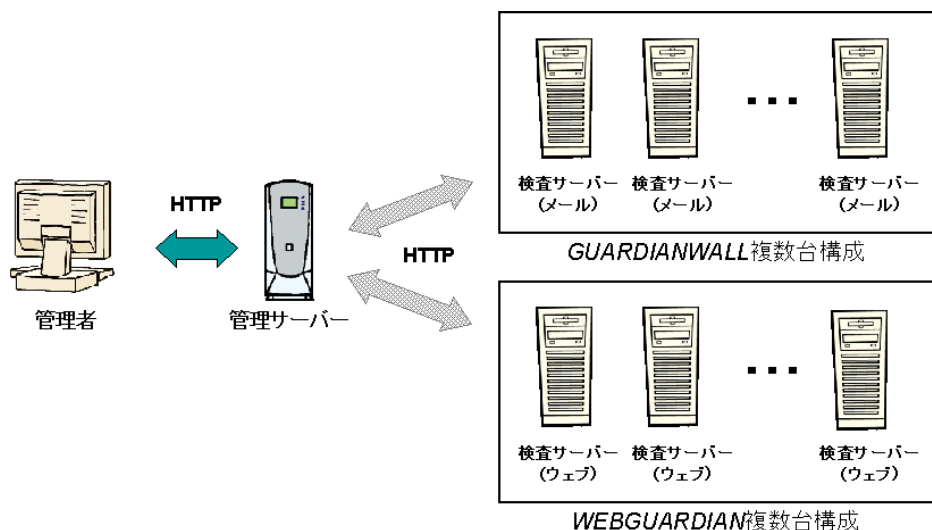 検査サーバー
(メール)
検査サーバー
(メール)
検査サーバー
(メール)
GUARDIANWALL複数台構成
HTTP
管理者
管理サーバー
HTTP
検査サーバー
(ウェブ)
検査サーバー
(ウェブ)
検査サーバー
(ウェブ)
WEBGUARDIAN複数台構成